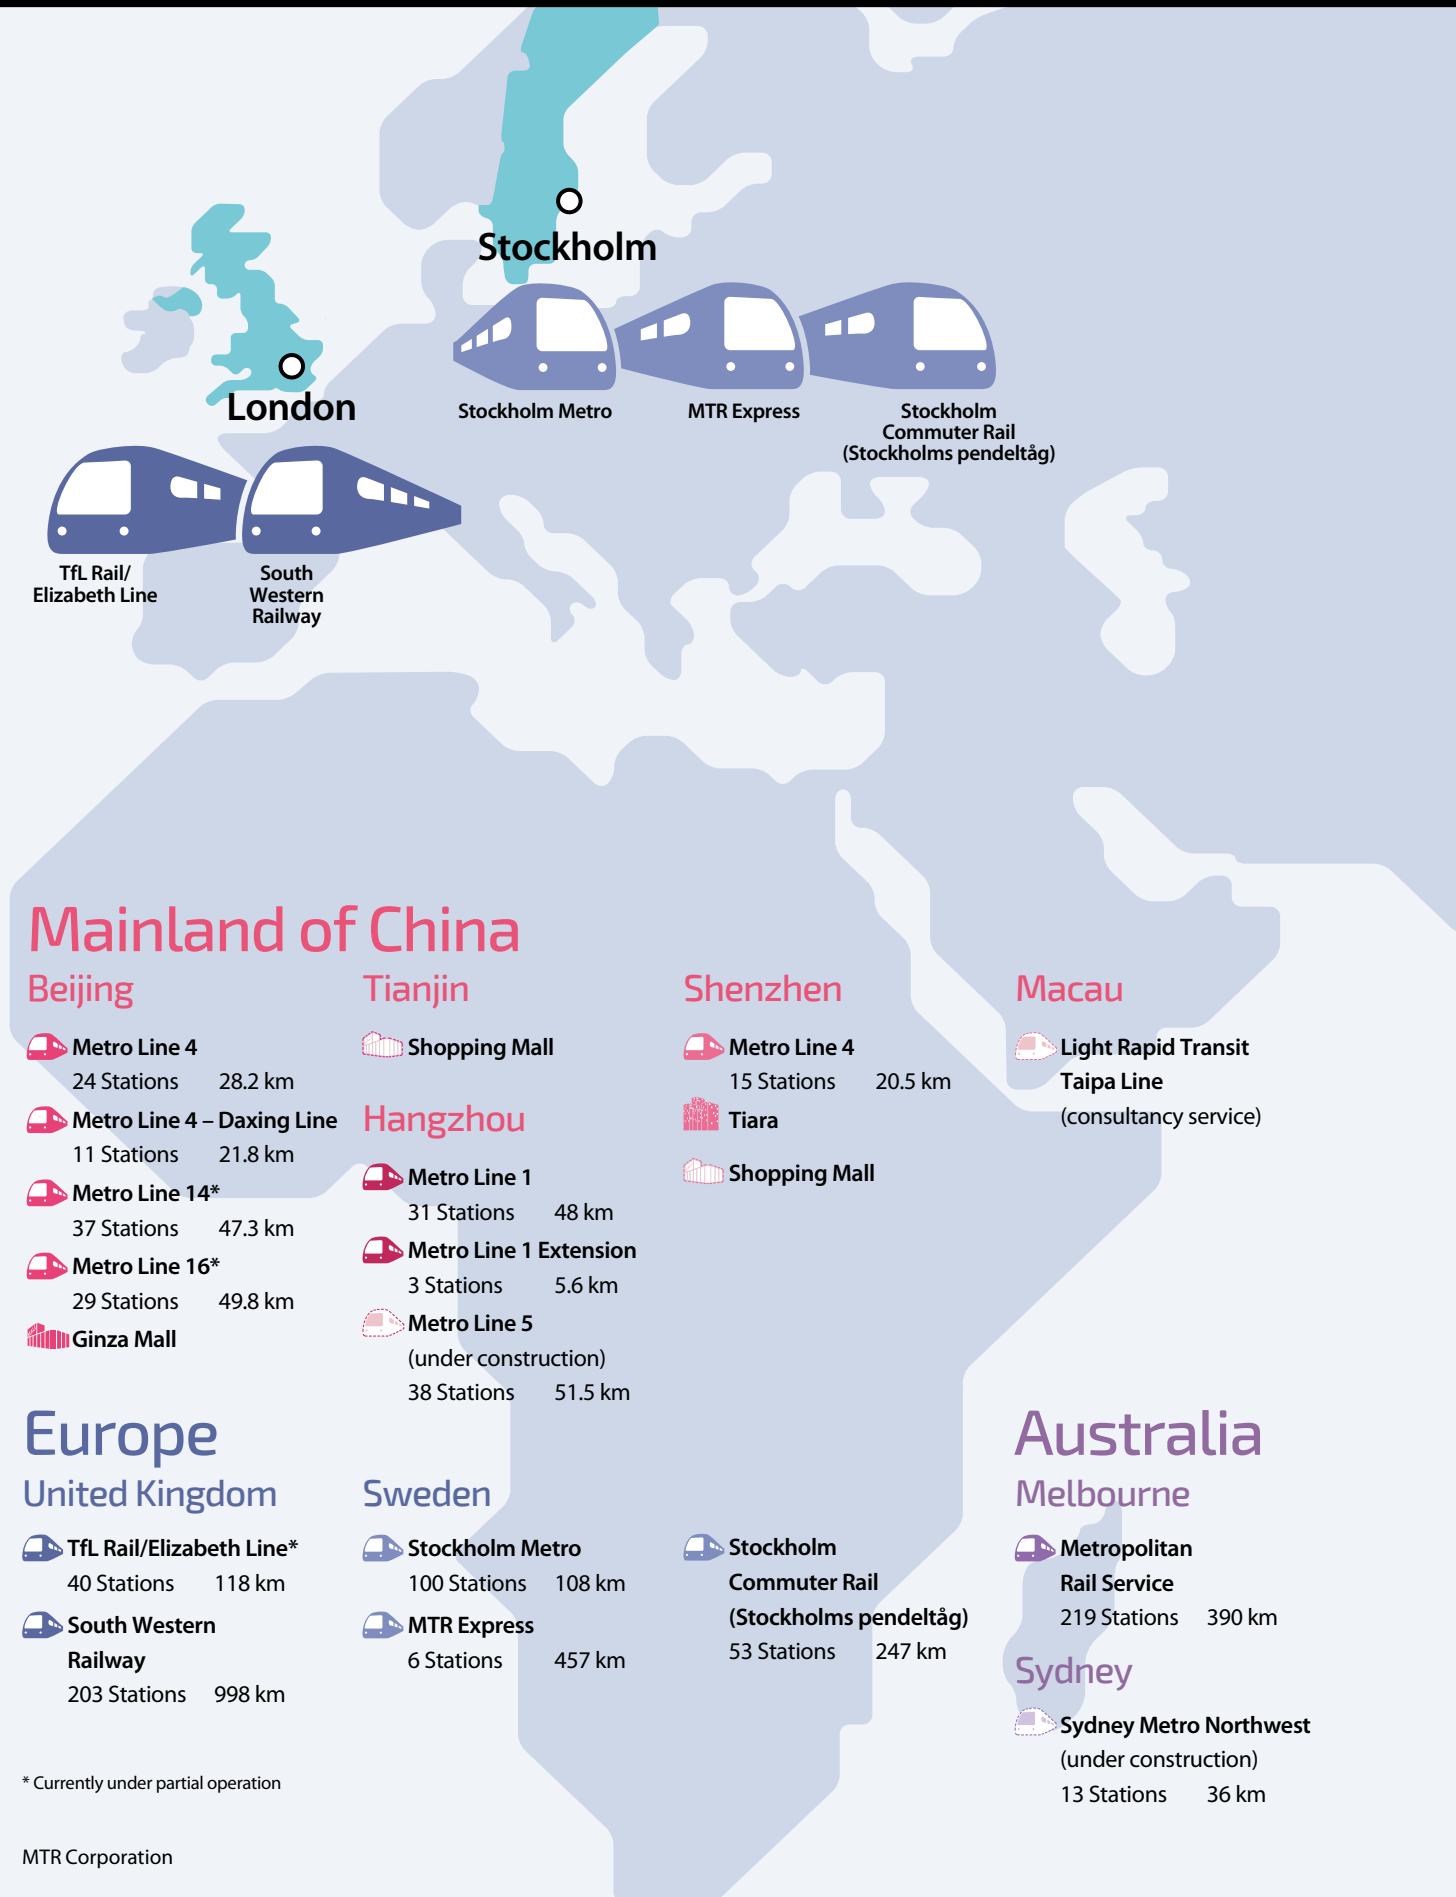 Stockholm
London
Stockholm Metro
MTR Express
Stockholm
Commuter Rail
(Stockholms pendeltåg)
TfL Rail/
Elizabeth Line
South
Western
Railway
Mainland of China
Beijing
Metro Line 4
24 Stations 28.2 km
Metro Line 4 – Daxing Line
11 Stations 21.8 km
Metro Line 14*
37 Stations 47.3 km
Metro Line 16*
29 Stations 49.8 km
Ginza Mall
Tianjin
Shopping Mall
Hangzhou
Metro Line 1
31 Stations 48 km
Metro Line 1 Extension
3 Stations 5.6 km
Metro Line 5
(under construction)
38 Stations 51.5 km
Shenzhen
Metro Line 4
15 Stations 20.5 km
Tiara
Shopping Mall
Macau
Light Rapid Transit
Taipa Line
(consultancy service)
Europe
United Kingdom
TfL Rail/Elizabeth Line*
40 Stations 118 km
South Western
Railway
203 Stations 998 km
Sweden
Stockholm Metro
100 Stations 108 km
MTR Express
6 Stations 457 km
Stockholm
Commuter Rail
(Stockholms pendeltåg)
53 Stations 247 km
Australia
Melbourne
Metropolitan
Rail Service
219 Stations 390 km
Sydney
Sydney Metro Northwest
(under construction)
13 Stations 36 km
* Currently under partial operation
MTR Corporation